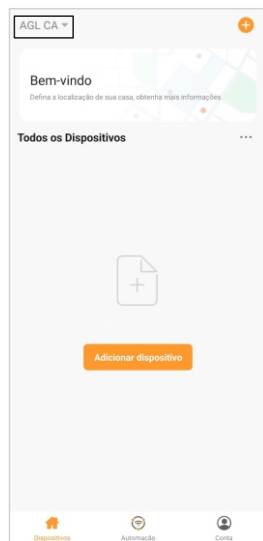 AGL CA
Bem-vindo
Defina a localização de sua casa, obtenha mais informações
Todos os Dispositivos
Adicionar dispositivo
Dispositivos
Automação
Conta